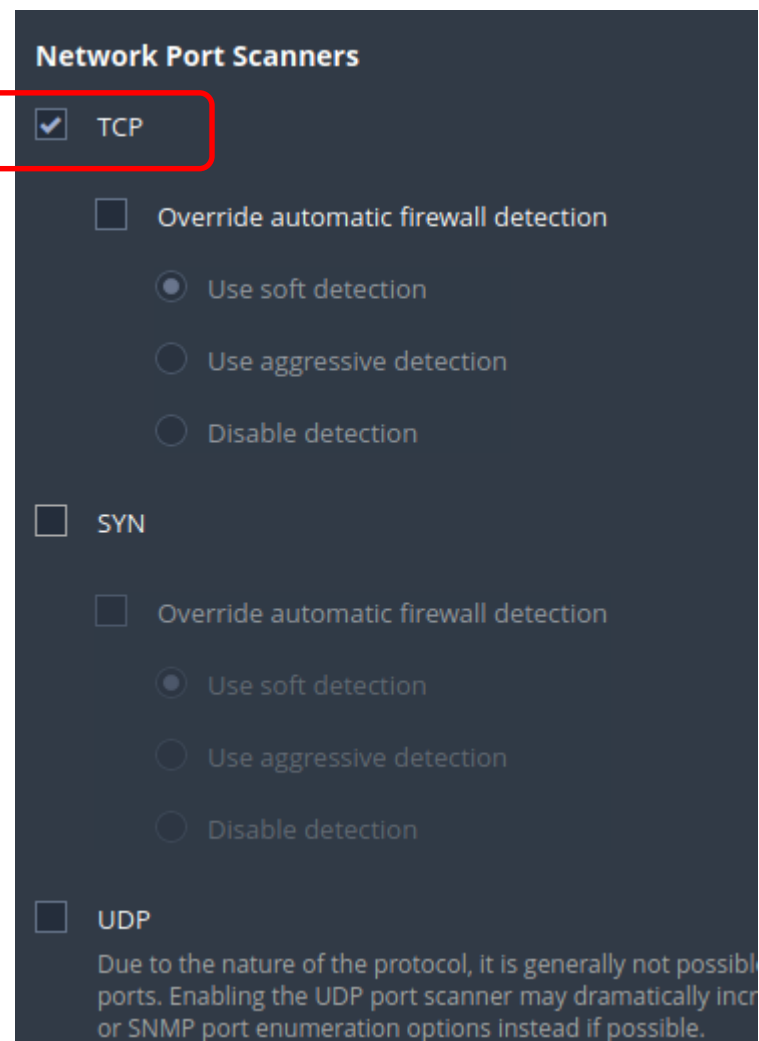 Network Port Scanners
TCP
Override automatic firewall detection
Use soft detection
Use aggressive detection
Disable detection
SYN
Override automatic firewall detection
Use soft detection
Use aggressive detection
Disable detection
UDP
Due to the nature of the protocol, it is generally not possible
ports. Enabling the UDP port scanner may dramatically incr
or SNMP port enumeration options instead if possible.